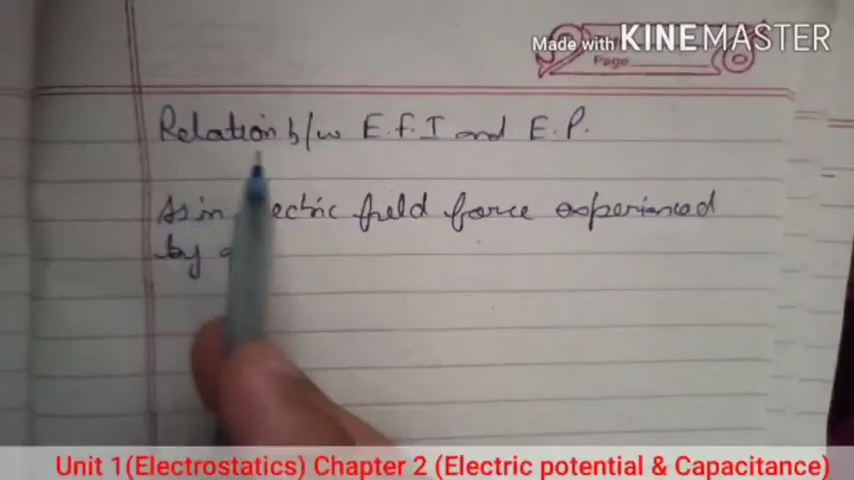 Made with KINEMASTER
Page
Relation b/w E.F.I and E.P.
As in electric field force experienced
by
Unit 1(Electrostatics) Chapter 2 (Electric potential & Capacitance)